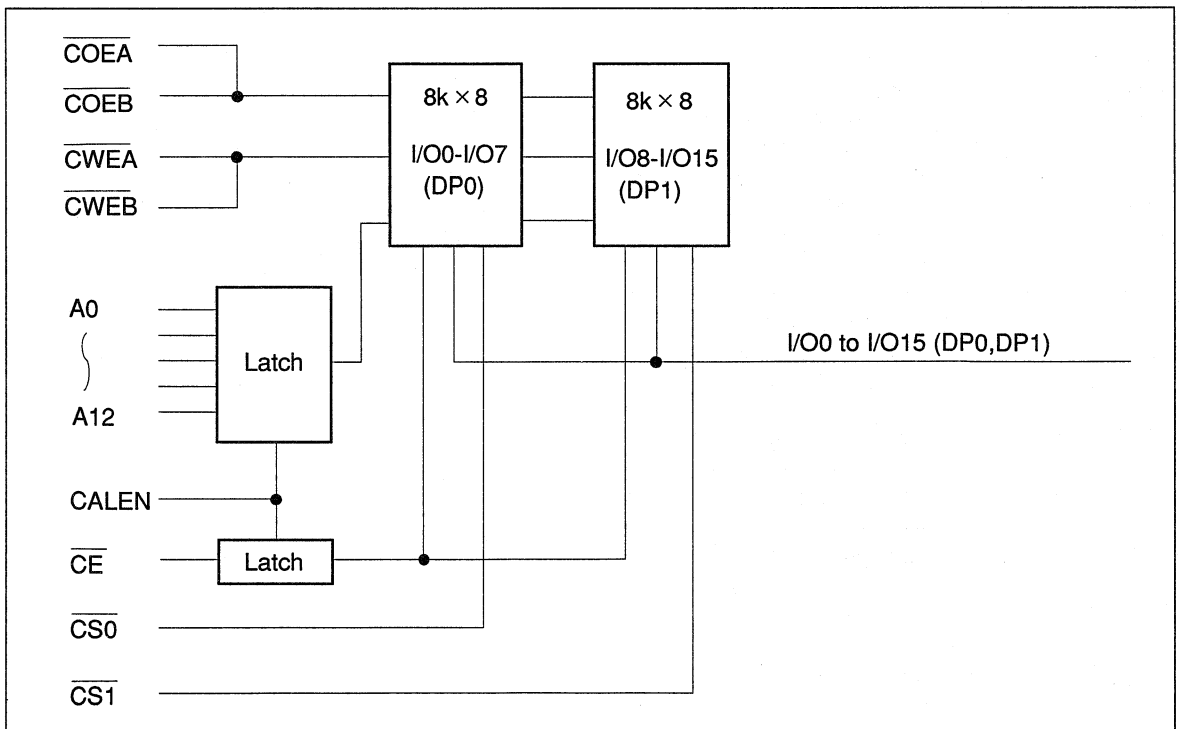 COEA
COEB
CWEA
CWEB
8k × 8
I/O0-I/O7
(DP0)
8k × 8
I/O8-I/O15
(DP1)
A0
A12
Latch
I/O0 to I/O15 (DP0,DP1)
CALEN
CE
Latch
CS0
CS1